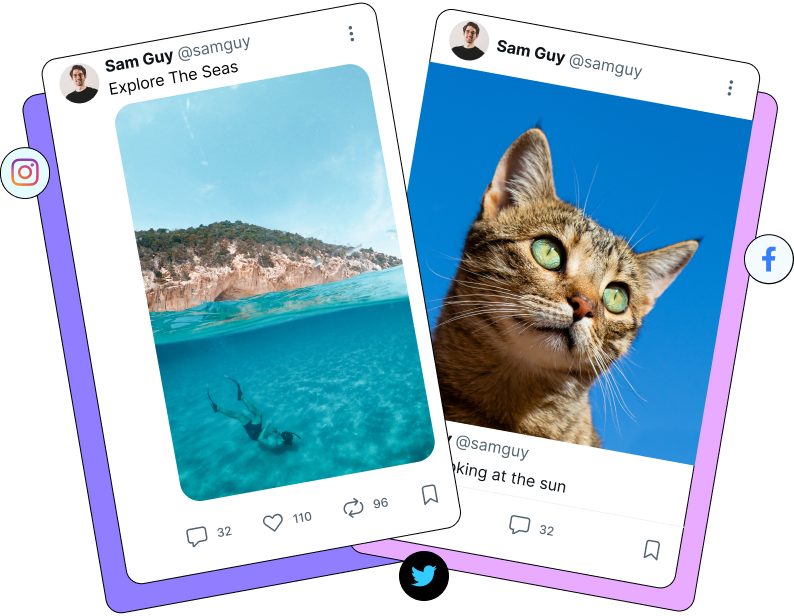 Sam Guy @samguy
Explore The Seas
32 110 96
Sam Guy @samguy
@samguy
king at the sun
32